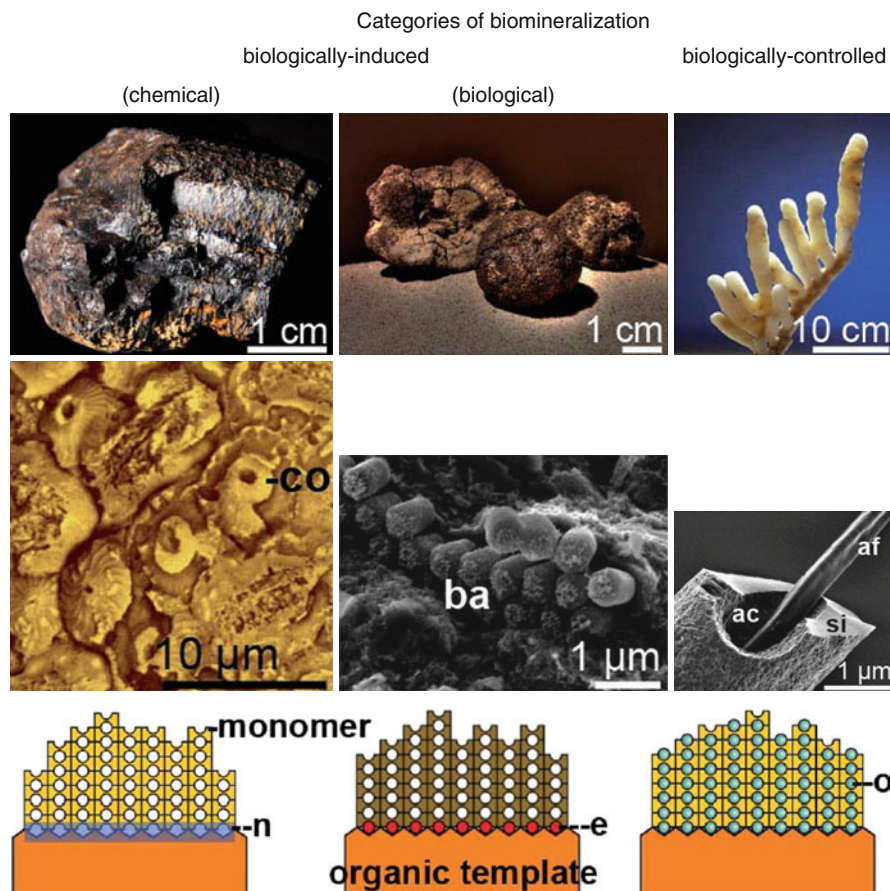 Categories of biomineralization
biologically-induced biologically-controlled
(chemical) (biological)
1 cm 1 cm 10 cm
-co
10 µm
ba
1 µm
af
ac
si
1 µm
-monomer
--n
--e
-o
organic template